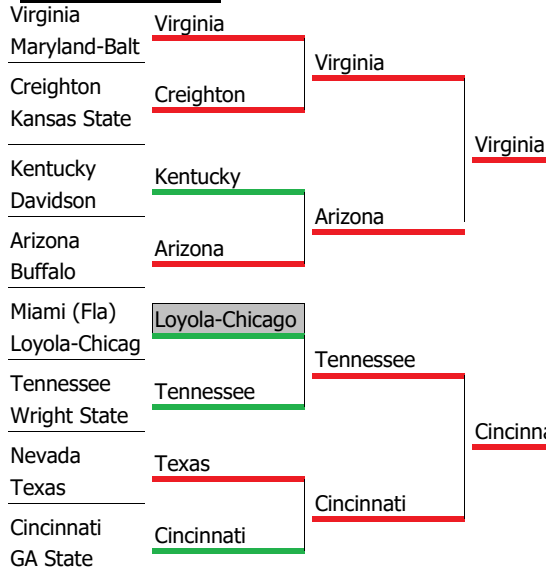 Virginia
Maryland-Balt
Creighton
Kansas State
Kentucky
Davidson
Arizona
Buffalo
Miami (Fla)
Loyola-Chicag
Tennessee
Wright State
Nevada
Texas
Cincinnati
GA State
Virginia
Creighton
Kentucky
Arizona
Loyola-Chicago
Tennessee
Texas
Cincinnati
Virginia
Arizona
Tennessee
Cincinnati
Virginia
Cincinna